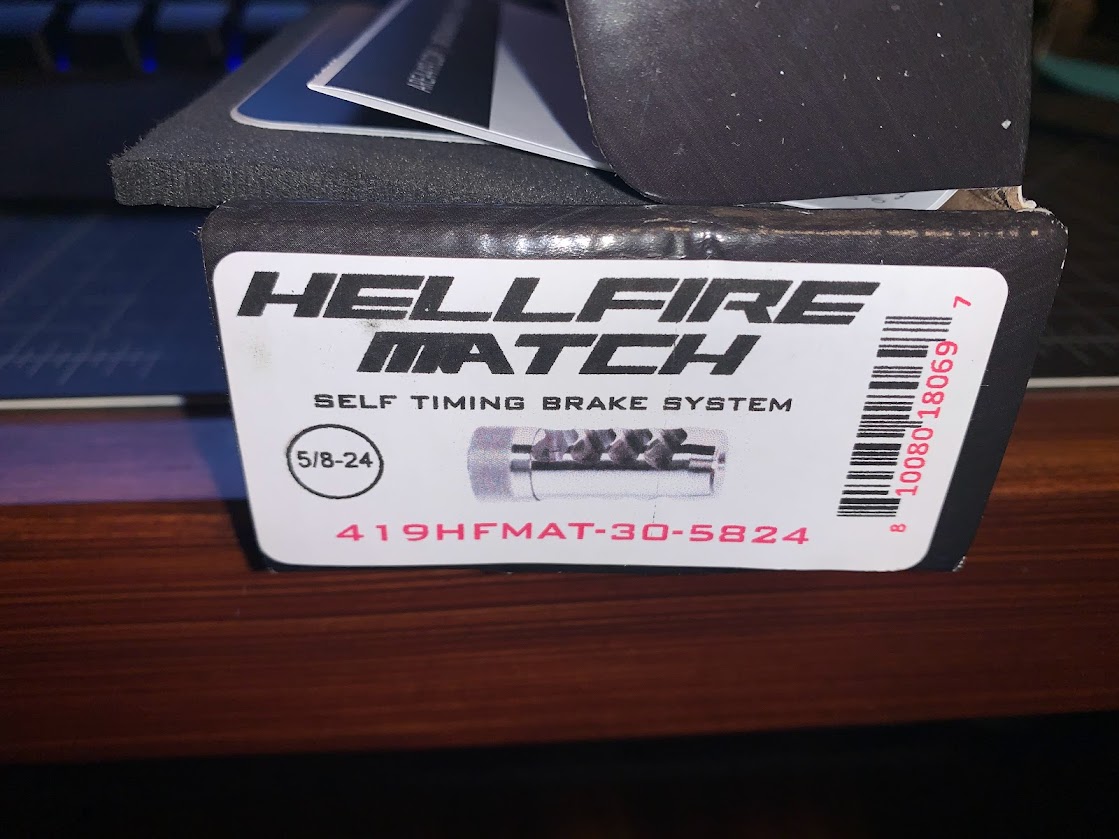 HELLFIRE
MATCH
SELF TIMING BRAKE SYSTEM
5/8-24
419HFMAT-30-5824
8 10080 18069 7